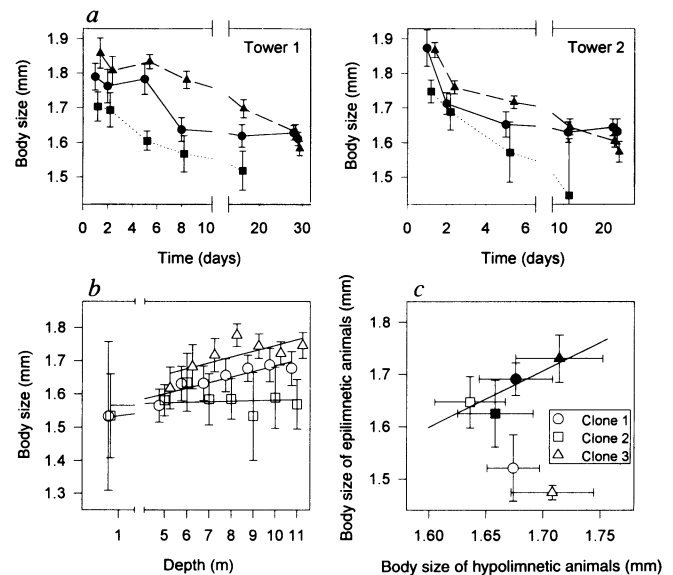 a
Tower 1
Body size (mm)
1.9
1.8
1.7
1.6
1.5
0 2 4 6 8 10 20 30
Time (days)
Tower 2
Body size (mm)
1.9
1.8
1.7
1.6
1.5
0 2 4 6 10 20
Time (days)
b
Body size (mm)
1.8
1.7
1.6
1.5
1.4
1.3
1 5 6 7 8 9 10 11
Depth (m)
c
Body size of epilimnetic animals (mm)
1.8
1.7
1.6
1.5
Clone 1
Clone 2
Clone 3
1.60 1.65 1.70 1.75
Body size of hypolimnetic animals (mm)